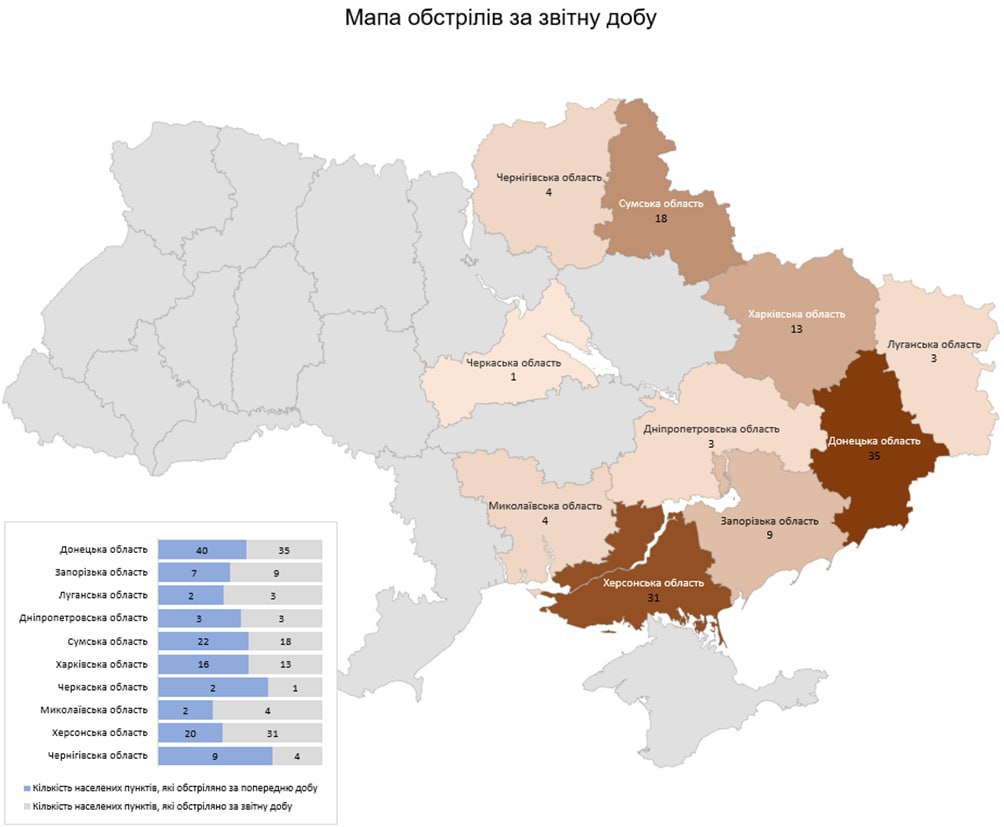 Мапа обстрілів за звітну добу
Чернігівська область
4
Сумська область
18
Харківська область
13
Луганська область
3
Черкаська область
1
Дніпропетровська область
3
Донецька область
35
Миколаївська область
4
Запорізька область
9
Херсонська область
31
Донецька область 40 35
Запорізька область 7 9
Луганська область 2 3
Дніпропетровська область 3 3
Сумська область 22 18
Харківська область 16 13
Черкаська область 2 1
Миколаївська область 2 4
Херсонська область 20 31
Чернігівська область 9 4
Кількість населених пунктів, які обстріляно за попередню добу
Кількість населених пунктів, які обстріляно за звітну добу